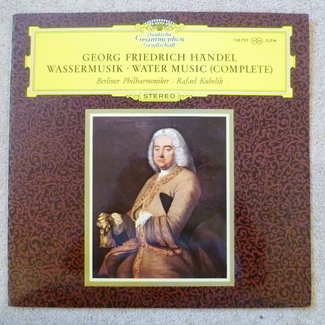 Deutsche
Grammophon
Gesellschaft
GEORG FRIEDRICH HÄNDEL
WASSERMUSIK · WATER MUSIC (COMPLETE)
Berliner Philharmoniker · Rafael Kubelik
STEREO